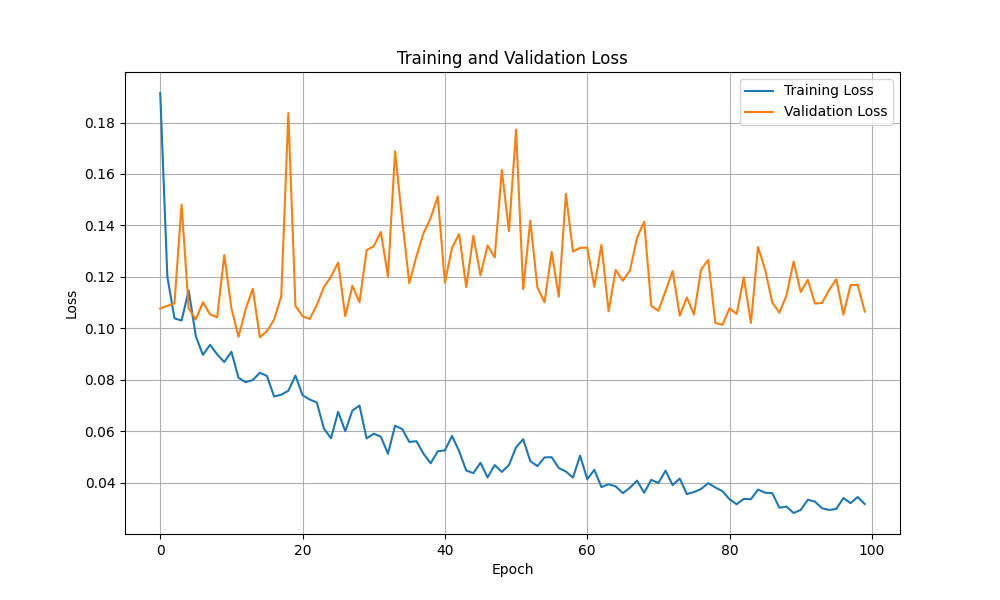 Training and Validation Loss
Training Loss
Validation Loss
Loss
0.18
0.16
0.14
0.12
0.10
0.08
0.06
0.04
0 20 40 60 80 100
Epoch